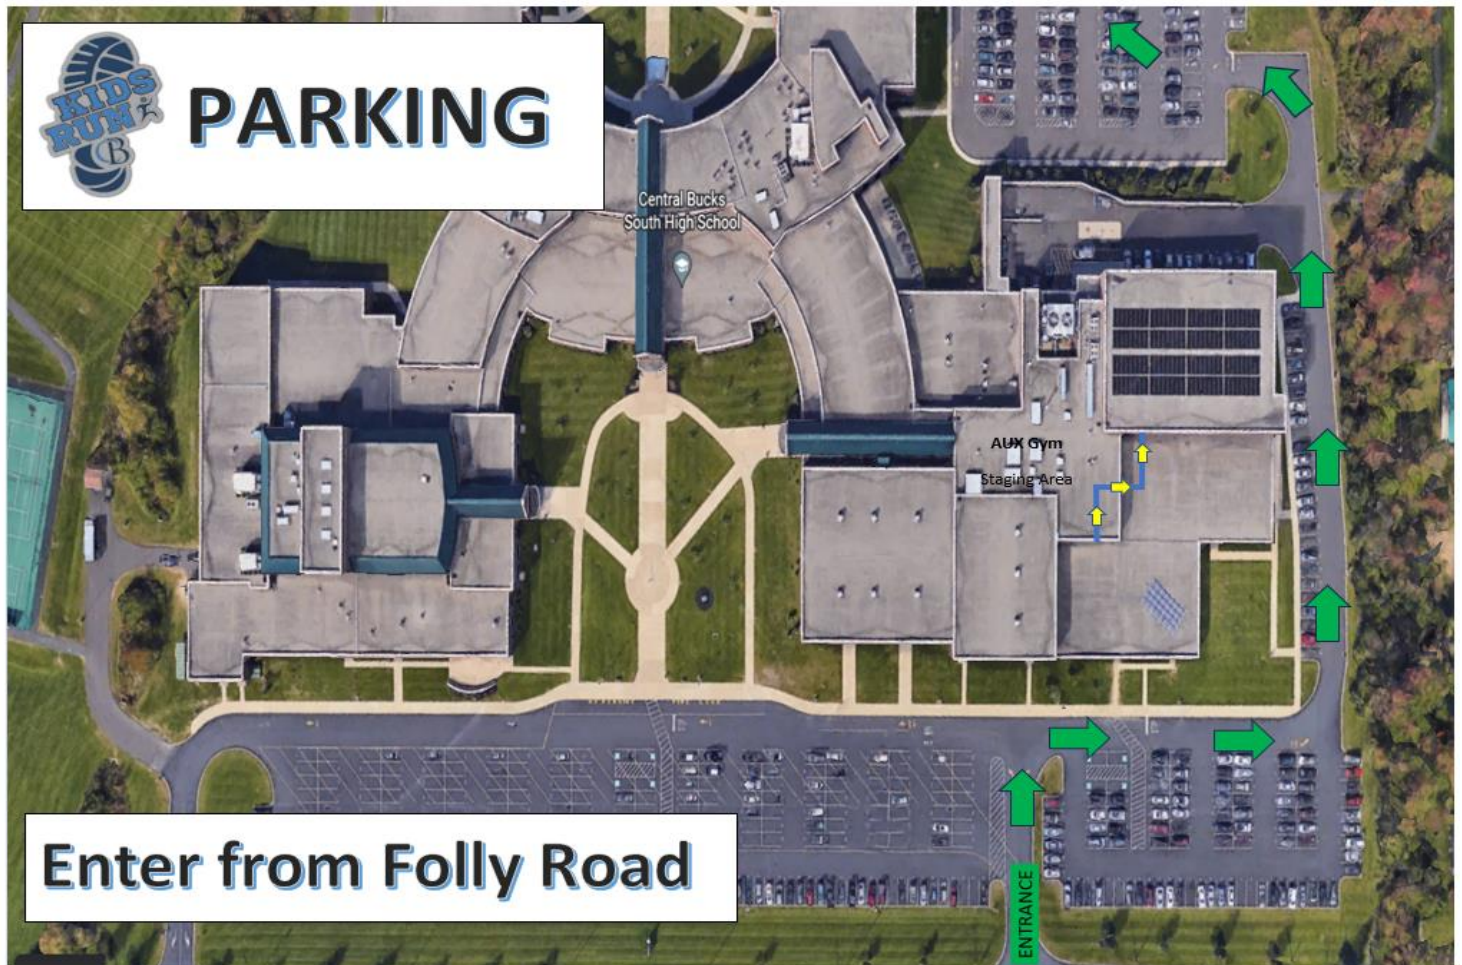 KIDS
RUN
CB
PARKING
Central Bucks
South High School
AUX Gym
Staging Area
Enter from Folly Road
ENTRANCE